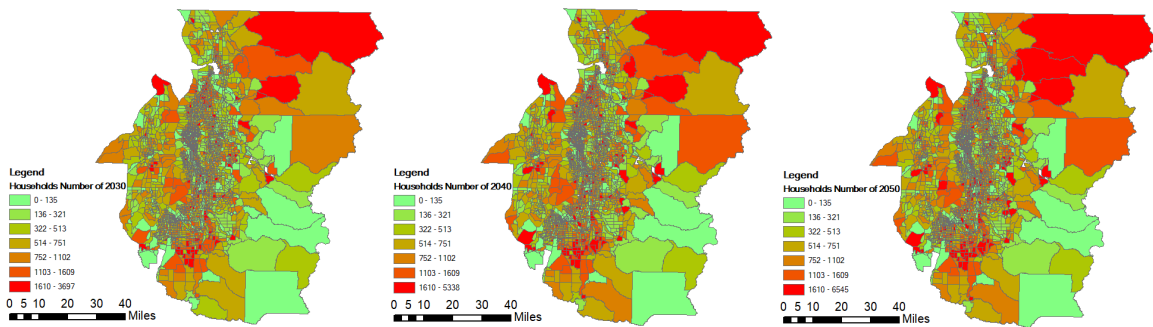 Legend
Households Number of 2030
0 - 135
136 - 321
322 - 513
514 - 751
752 - 1102
1103 - 1609
1610 - 3697
0 5 10 20 30 40
Miles
Legend
Households Number of 2040
0 - 135
136 - 321
322 - 513
514 - 751
752 - 1102
1103 - 1609
1610 - 5338
0 5 10 20 30 40
Miles
Legend
Households Number of 2050
0 - 135
136 - 321
322 - 513
514 - 751
752 - 1102
1103 - 1609
1610 - 6545
0 5 10 20 30 40
Miles